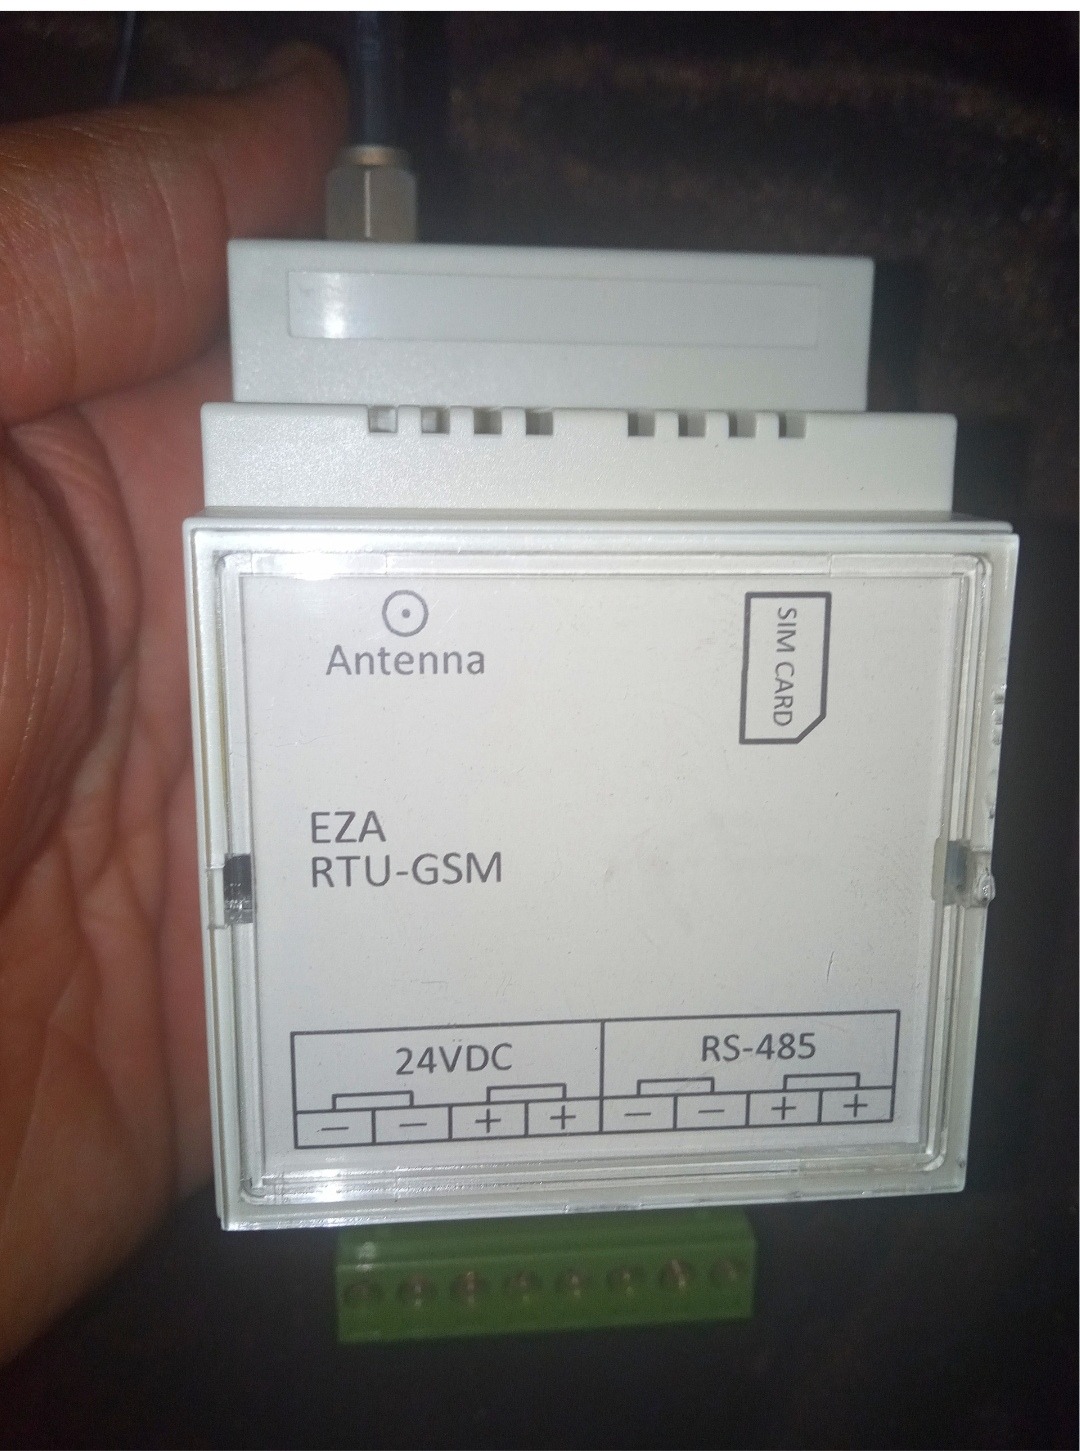 Antenna
SIM CARD
EZA
RTU-GSM
24VDC
RS-485
− − + + − − + +